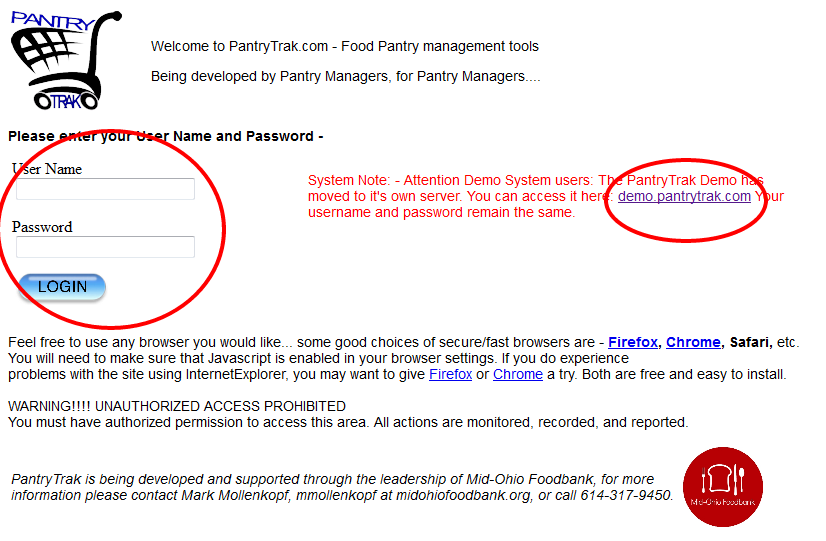 PANTRY
TRAK
Welcome to PantryTrak.com - Food Pantry management tools
Being developed by Pantry Managers, for Pantry Managers....
Please enter your User Name and Password -
User Name
System Note: - Attention Demo System users: The PantryTrak Demo has
moved to it's own server. You can access it here: demo.pantrytrak.com Your
username and password remain the same.
Password
LOGIN
Feel free to use any browser you would like... some good choices of secure/fast browsers are - Firefox, Chrome, Safari, etc.
You will need to make sure that Javascript is enabled in your browser settings. If you do experience
problems with the site using InternetExplorer, you may want to give Firefox or Chrome a try. Both are free and easy to install.
WARNING!!!! UNAUTHORIZED ACCESS PROHIBITED
You must have authorized permission to access this area. All actions are monitored, recorded, and reported.
PantryTrak is being developed and supported through the leadership of Mid-Ohio Foodbank, for more
information please contact Mark Mollenkopf, mmollenkopf at midohiofoodbank.org, or call 614-317-9450.
Mid-Ohio Foodbank